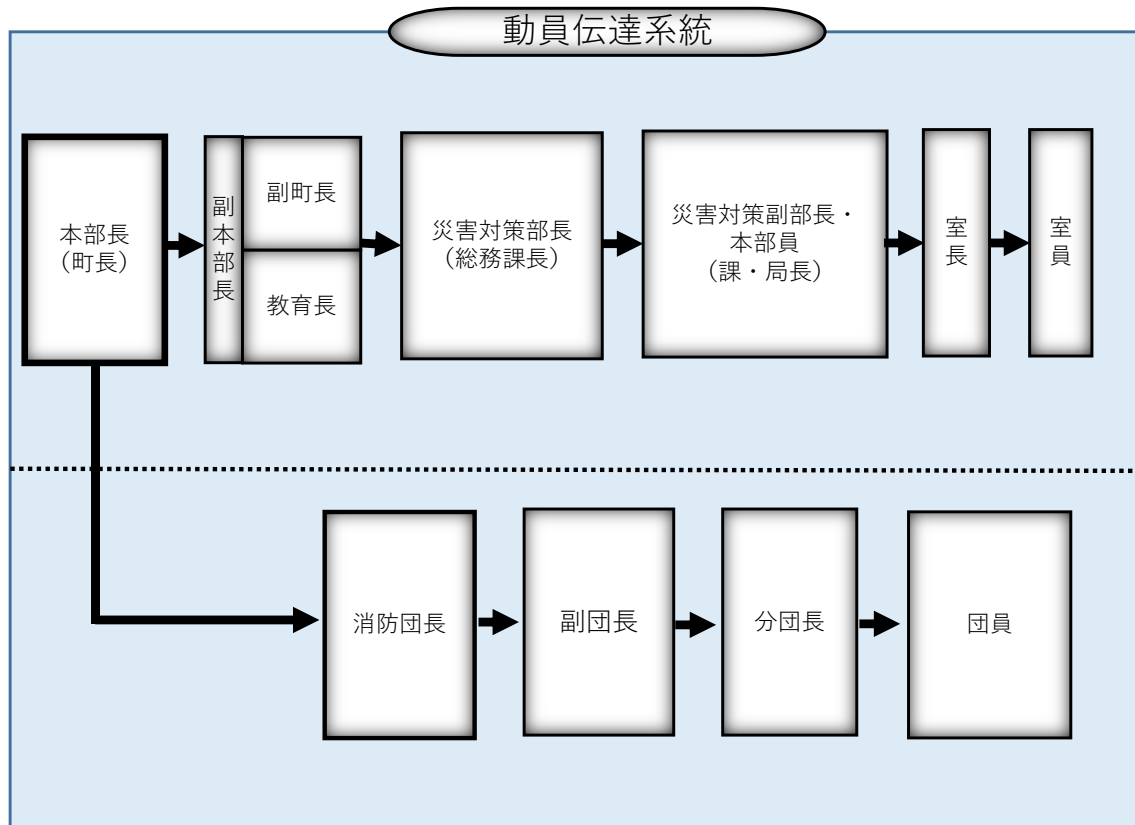 動員伝達系統
本部長
（町長）
副本部長
副町長
教育長
災害対策部長
（総務課長）
災害対策副部長・
本部員
（課・局長）
室長
室員
消防団長
副団長
分団長
団員